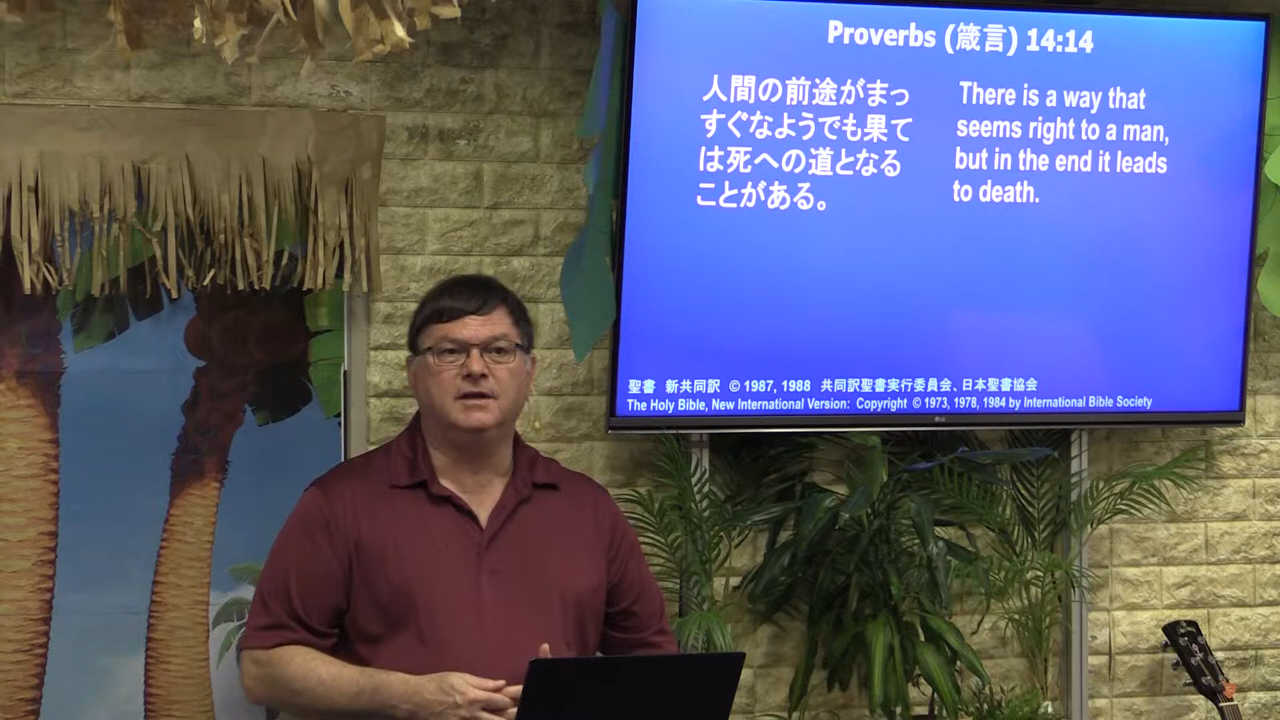 Proverbs (箴言) 14:14
人間の前途がまっ
すぐなようでも果て
は死への道となる
ことがある。
There is a way that
seems right to a man,
but in the end it leads
to death.
聖書 新共同訳 © 1987, 1988 共同訳聖書実行委員会、日本聖書協会
The Holy Bible, New International Version: Copyright © 1973, 1978, 1984 by International Bible Society
LG